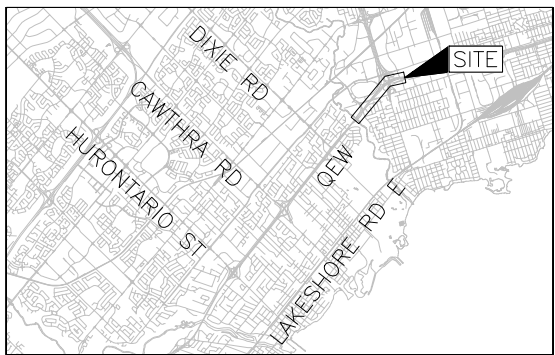 DIXIE RD
SITE
CAWTHRA RD
HURONTARIO ST
QEW
LAKESHORE RD E